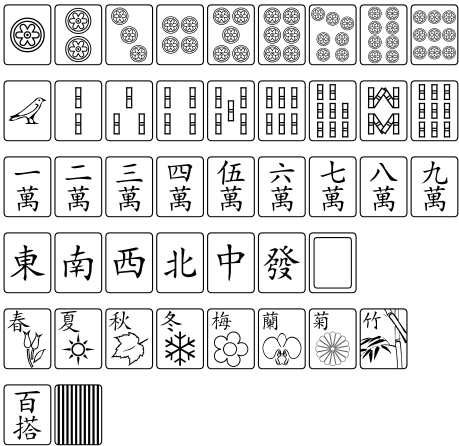 一萬 二萬 三萬 四萬 伍萬 六萬 七萬 八萬 九萬
東 南 西 北 中 發
春 夏 秋 冬 梅 蘭 菊 竹
百搭